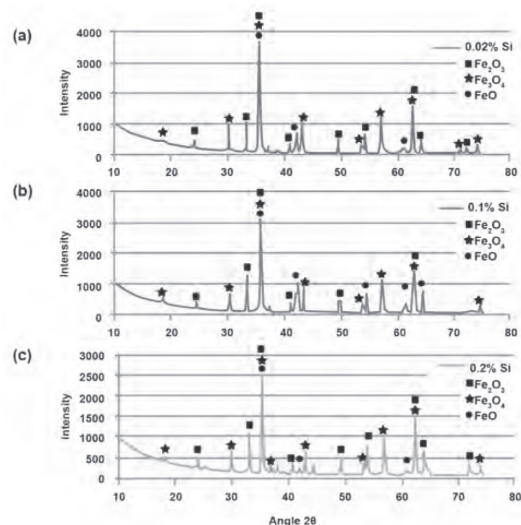 (a)
4000
3000
2000
1000
0
Intensity
10 20 30 40 50 60 70 80
0.02% Si
Fe₂O₃
Fe₃O₄
FeO
(b)
4000
3000
2000
1000
0
Intensity
10 20 30 40 50 60 70 80
0.1% Si
Fe₂O₃
Fe₃O₄
FeO
(c)
3000
2500
2000
1500
1000
500
0
Intensity
10 20 30 40 50 60 70 80
0.2% Si
Fe₂O₃
Fe₃O₄
FeO
Angle 2θ